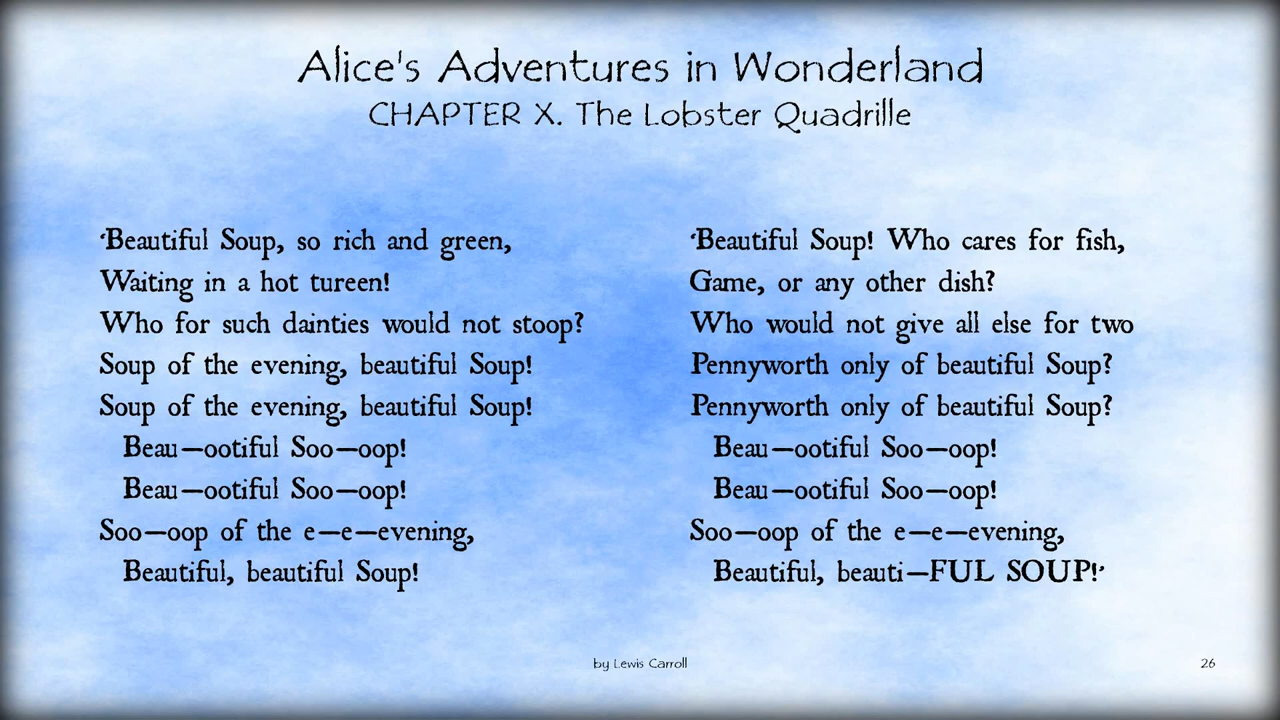 Alice's Adventures in Wonderland
CHAPTER X. The Lobster Quadrille
‘Beautiful Soup, so rich and green,
Waiting in a hot tureen!
Who for such dainties would not stoop?
Soup of the evening, beautiful Soup!
Soup of the evening, beautiful Soup!
Beau—ootiful Soo—oop!
Beau—ootiful Soo—oop!
Soo—oop of the e—e—evening,
Beautiful, beautiful Soup!
‘Beautiful Soup! Who cares for fish,
Game, or any other dish?
Who would not give all else for two
Pennyworth only of beautiful Soup?
Pennyworth only of beautiful Soup?
Beau—ootiful Soo—oop!
Beau—ootiful Soo—oop!
Soo—oop of the e—e—evening,
Beautiful, beauti—FUL SOUP!’
by Lewis Carroll
26